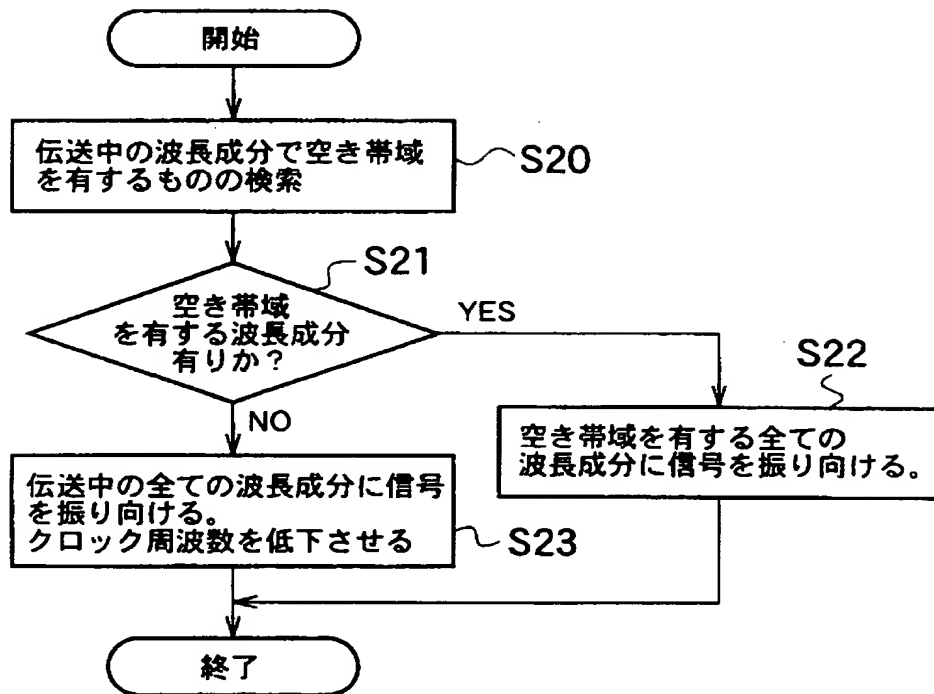 開始
伝送中の波長成分で空き帯域
を有するものの検索
S20
S21
空き帯域
を有する波長成分
有りか?
YES
NO
S22
空き帯域を有する全ての
波長成分に信号を振り向ける。
伝送中の全ての波長成分に信号
を振り向ける。
クロック周波数を低下させる
S23
終了